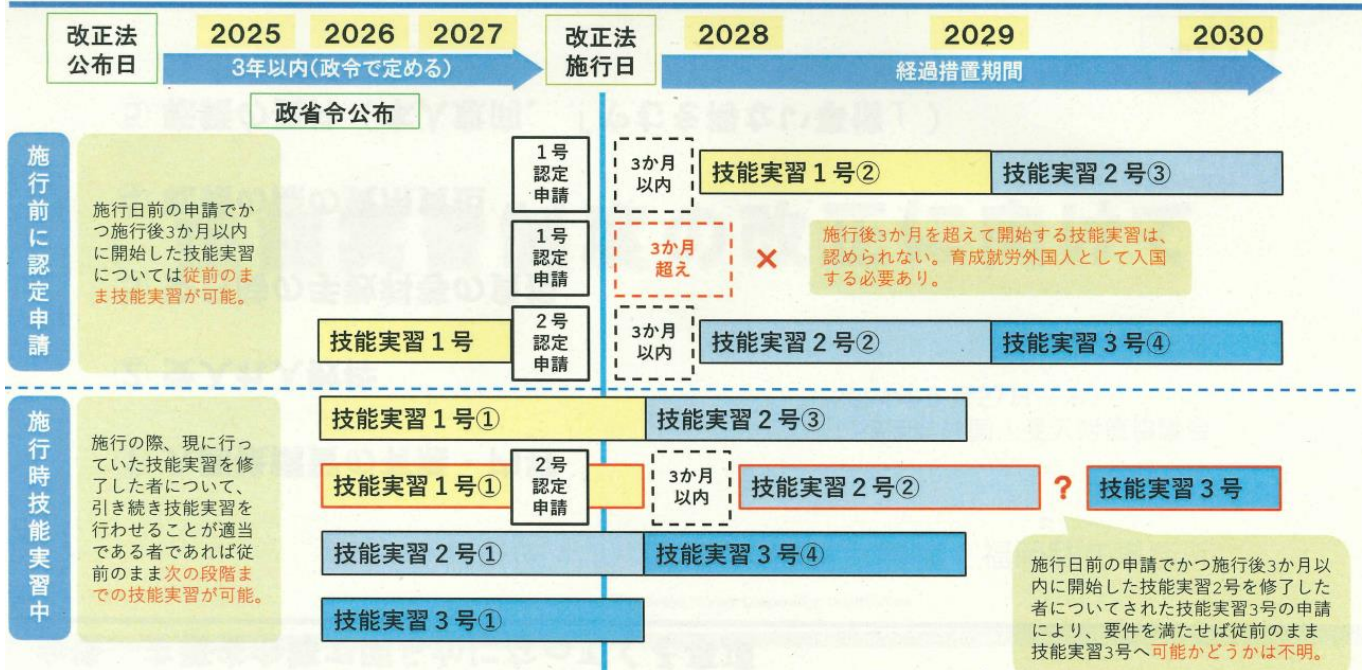 改正法
公布日
2025
2026
2027
3年以内(政令で定める)
政省令公布
改正法
施行日
2028
2029
2030
経過措置期間
施行前に認定申請
施行日前の申請でか
つ施行後3か月以内
に開始した技能実習
については従前のま
ま技能実習が可能。
1号
認定
申請
3か月
以内
技能実習1号②
技能実習2号③
1号
認定
申請
3か月
超え
×
施行後3か月を超えて開始する技能実習は、
認められない。育成就労外国人として入国
する必要あり。
技能実習1号
2号
認定
申請
3か月
以内
技能実習2号②
技能実習3号④
施行時技能実習中
施行の際、現に行っ
ていた技能実習を修
了した者について、
引き続き技能実習を
行わせることが適当
である者であれば従
前のまま次の段階ま
での技能実習が可能。
技能実習1号①
技能実習2号③
技能実習1号①
2号
認定
申請
3か月
以内
技能実習2号②
?
技能実習3号
技能実習2号①
技能実習3号④
技能実習3号①
施行日前の申請でかつ施行後3か月以
内に開始した技能実習2号を修了した
者についてされた技能実習3号の申請
により、要件を満たせば従前のまま
技能実習3号へ可能かどうかは不明。